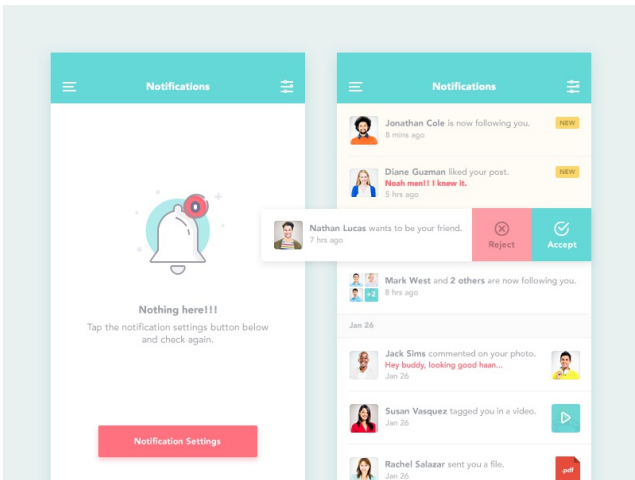 Notifications
0
Nothing here!!!
Tap the notification settings button below
and check again.
Notification Settings
Notifications
Jonathan Cole is now following you.
NEW
8 mins ago
Diane Guzman liked your post.
NEW
Noah men!! I knew it.
5 hrs ago
Nathan Lucas wants to be your friend.
7 hrs ago
Reject
Accept
Mark West and 2 others are now following you.
+2
8 hrs ago
Jan 26
Jack Sims commented on your photo.
Hey buddy, looking good haan...
Jan 26
Susan Vasquez tagged you in a video.
Jan 26
Rachel Salazar sent you a file.
.pdf
Jan 26